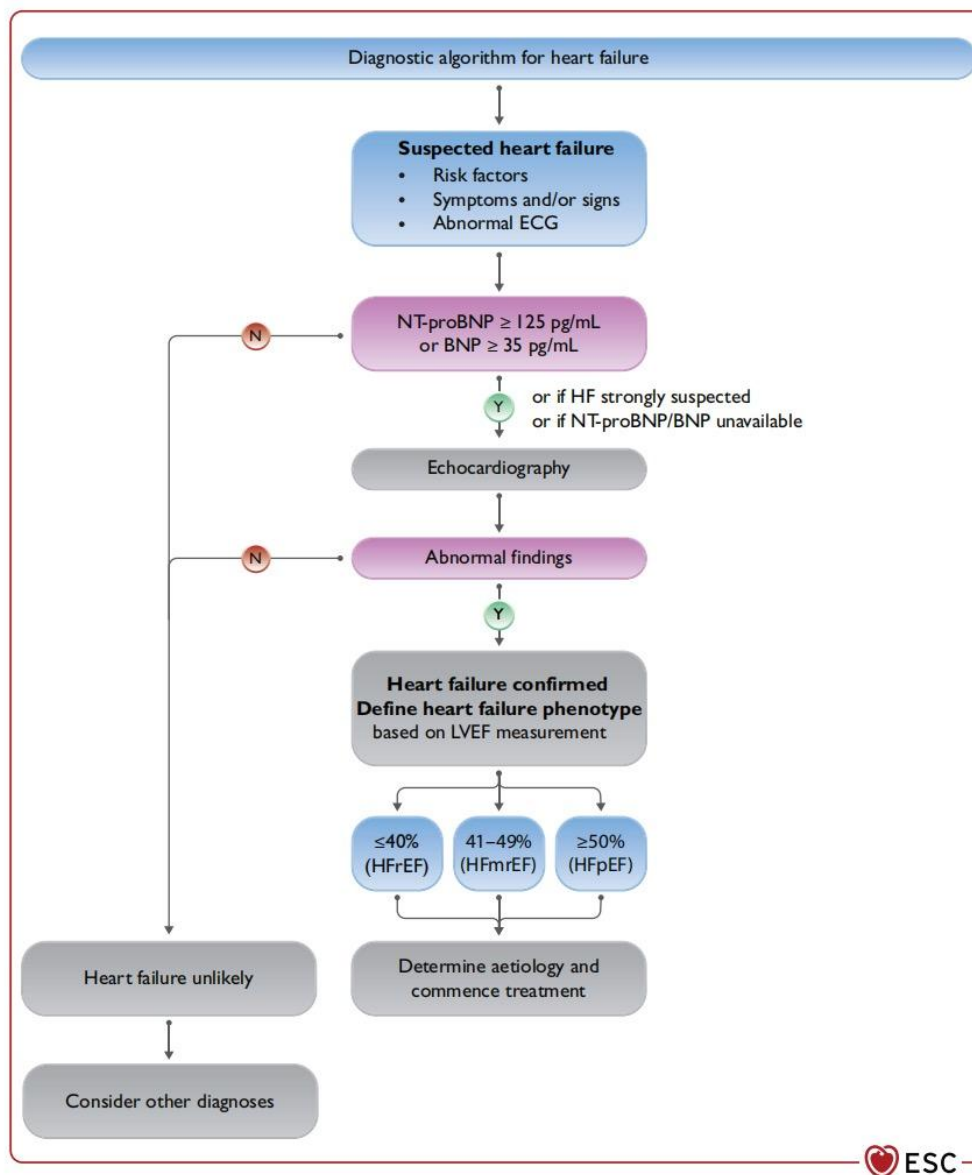 Diagnostic algorithm for heart failure
Suspected heart failure
• Risk factors
• Symptoms and/or signs
• Abnormal ECG
NT-proBNP ≥ 125 pg/mL
or BNP ≥ 35 pg/mL
N
Y
or if HF strongly suspected
or if NT-proBNP/BNP unavailable
Echocardiography
Abnormal findings
N
Y
Heart failure confirmed
Define heart failure phenotype
based on LVEF measurement
≤40%
(HFrEF)
41–49%
(HFmrEF)
≥50%
(HFpEF)
Determine aetiology and
commence treatment
Heart failure unlikely
Consider other diagnoses
ESC